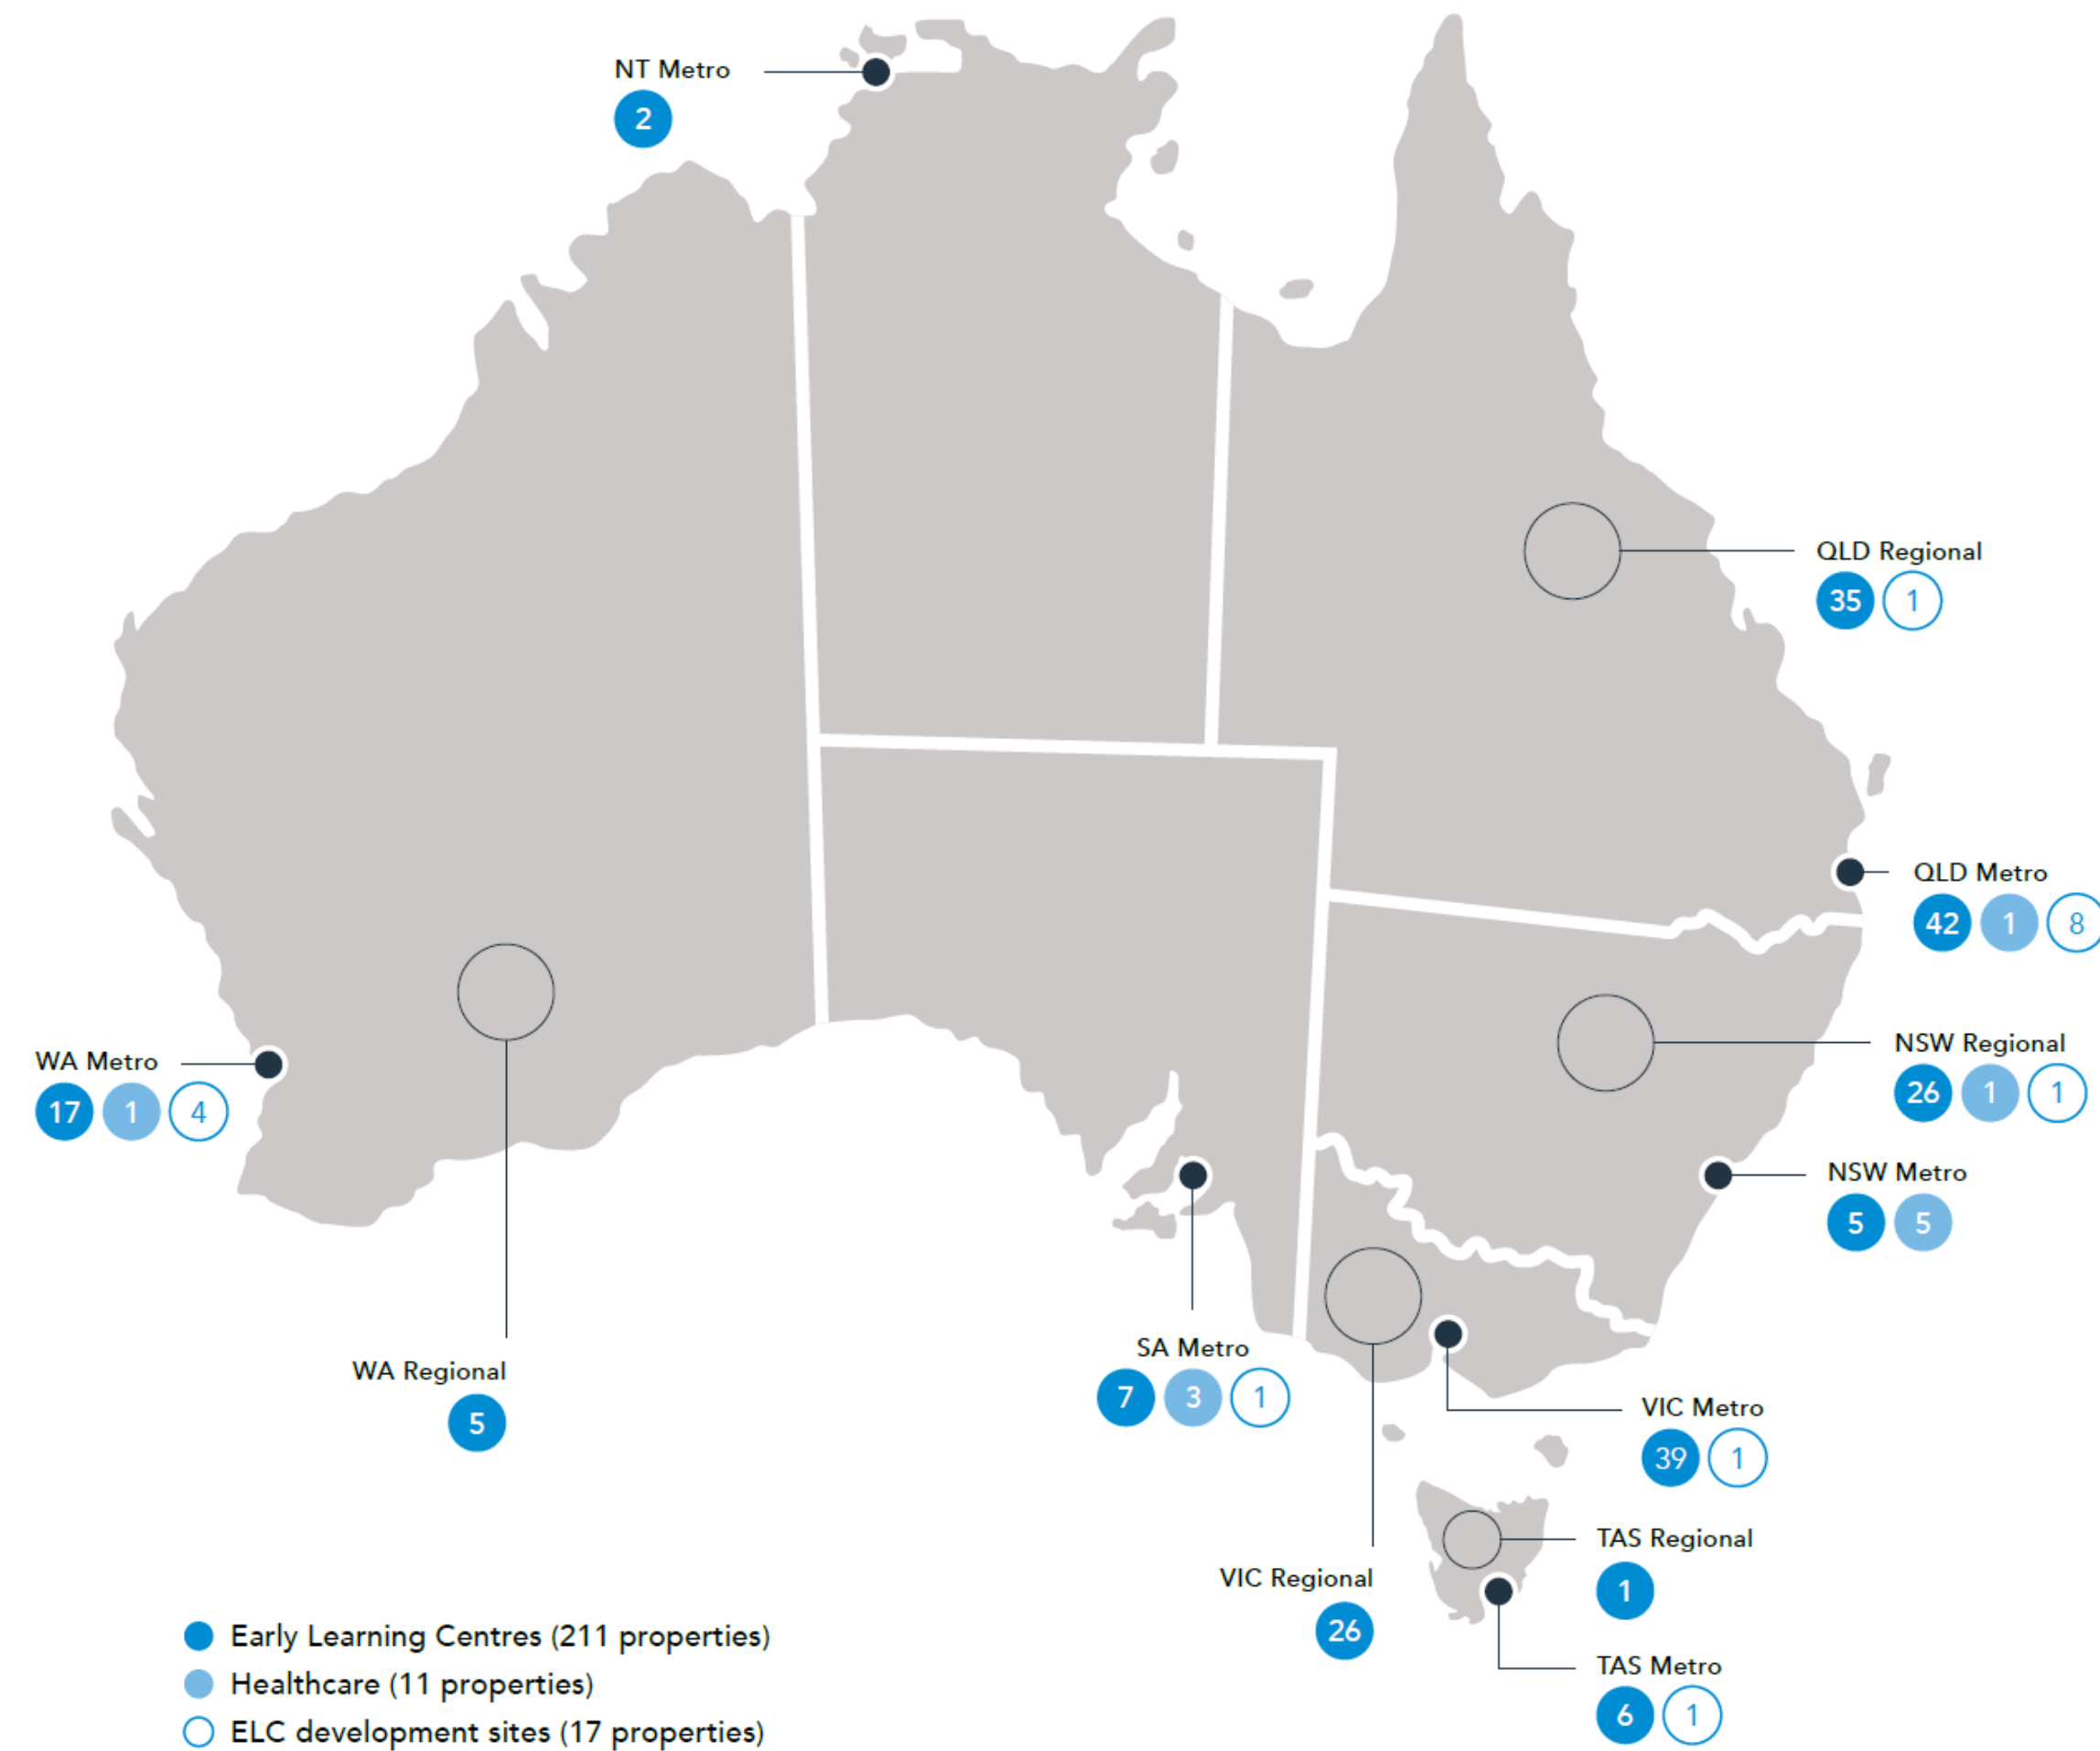 NT Metro
2
QLD Regional
35 1
QLD Metro
42 1 8
NSW Regional
26 1 1
NSW Metro
5 5
WA Metro
17 1 4
WA Regional
5
SA Metro
7 3 1
VIC Metro
39 1
VIC Regional
26
TAS Regional
1
TAS Metro
6 1
Early Learning Centres (211 properties)
Healthcare (11 properties)
ELC development sites (17 properties)